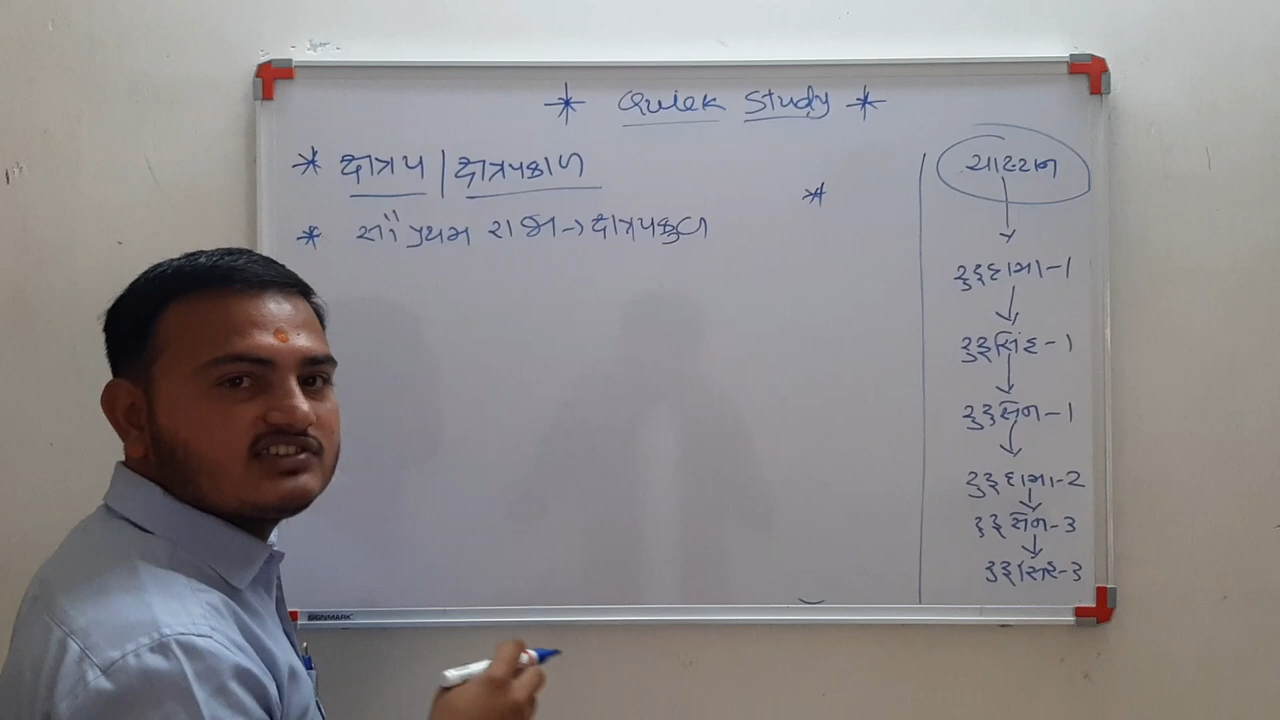 * Quick Study *
* ક્ષત્રપ | ક્ષત્રપકાળ
*
* સૌ પ્રથમ રાજા → ક્ષત્રપકુળ
ચાષ્ટાન
રુદ્રદામા-1
રુદ્રસિંહ-1
રુદ્રસેન-1
રુદ્રદામા-2
રુદ્રસેન-3
રુદ્રસિંહ-3
SIGNMARK